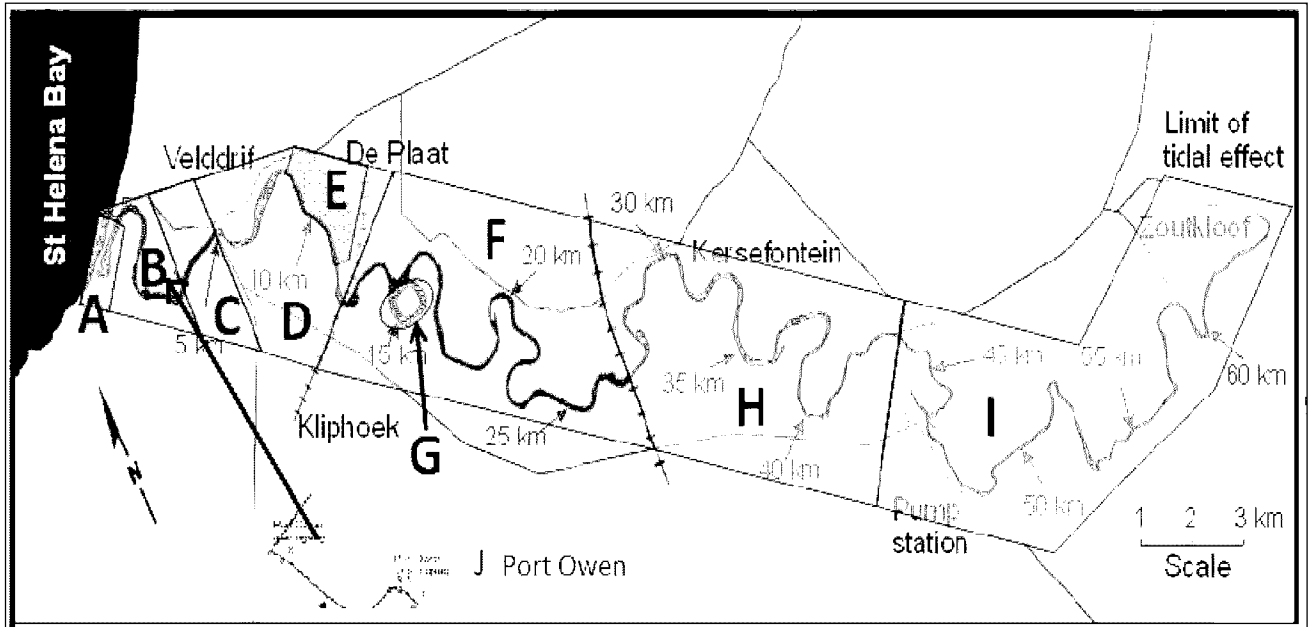 St Helena Bay
Velddrif
De Plaat
Limit of
tidal effect
E
30 km
Zoutkloof
F
20 km
Kersefontein
B
10 km
A
5 km
C
D
15 km
45 km
55 km
60 km
35 km
H
I
Kliphoek
G
25 km
40 km
50 km
Pump
station
1 2 3 km
Scale
N
J Port Owen